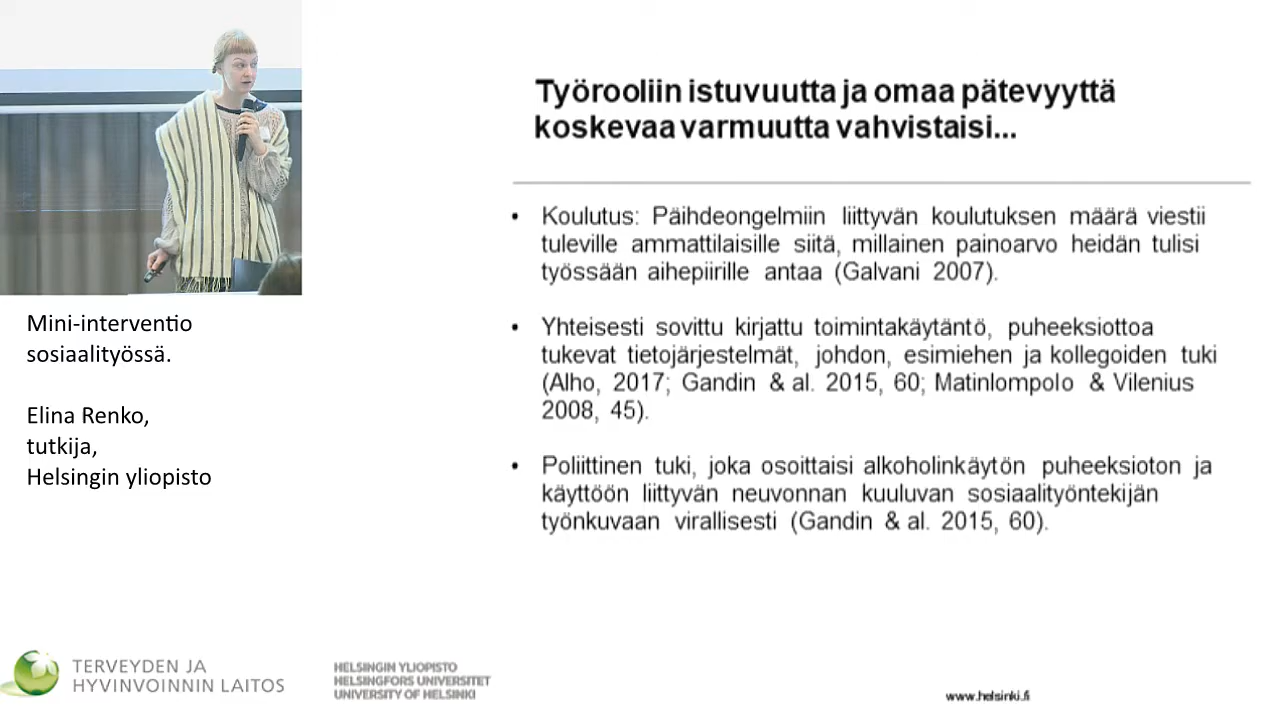 Työrooliin istuvuutta ja omaa pätevyyttä
koskevaa varmuutta vahvistaisi...
• Koulutus: Päihdeongelmiin liittyvän koulutuksen määrä viestii
tuleville ammattilaisille siitä, millainen painoarvo heidän tulisi
työssään aihepiirille antaa (Galvani 2007).
• Yhteisesti sovittu kirjattu toimintakäytäntö, puheeksiottoa
tukevat tietojärjestelmät, johdon, esimiehen ja kollegoiden tuki
(Alho, 2017; Gandin & al. 2015, 60; Matinlompolo & Vilenius
2008, 45).
• Poliittinen tuki, joka osoittaisi alkoholinkäytön puheeksioton ja
käyttöön liittyvän neuvonnan kuuluvan sosiaalityöntekijän
työnkuvaan virallisesti (Gandin & al. 2015, 60).
Mini-interventio
sosiaalityössä.
Elina Renko,
tutkija,
Helsingin yliopisto
TERVEYDEN JA
HYVINVOINNIN LAITOS
HELSINGIN YLIOPISTO
HELSINGFORS UNIVERSITET
UNIVERSITY OF HELSINKI
www.helsinki.fi